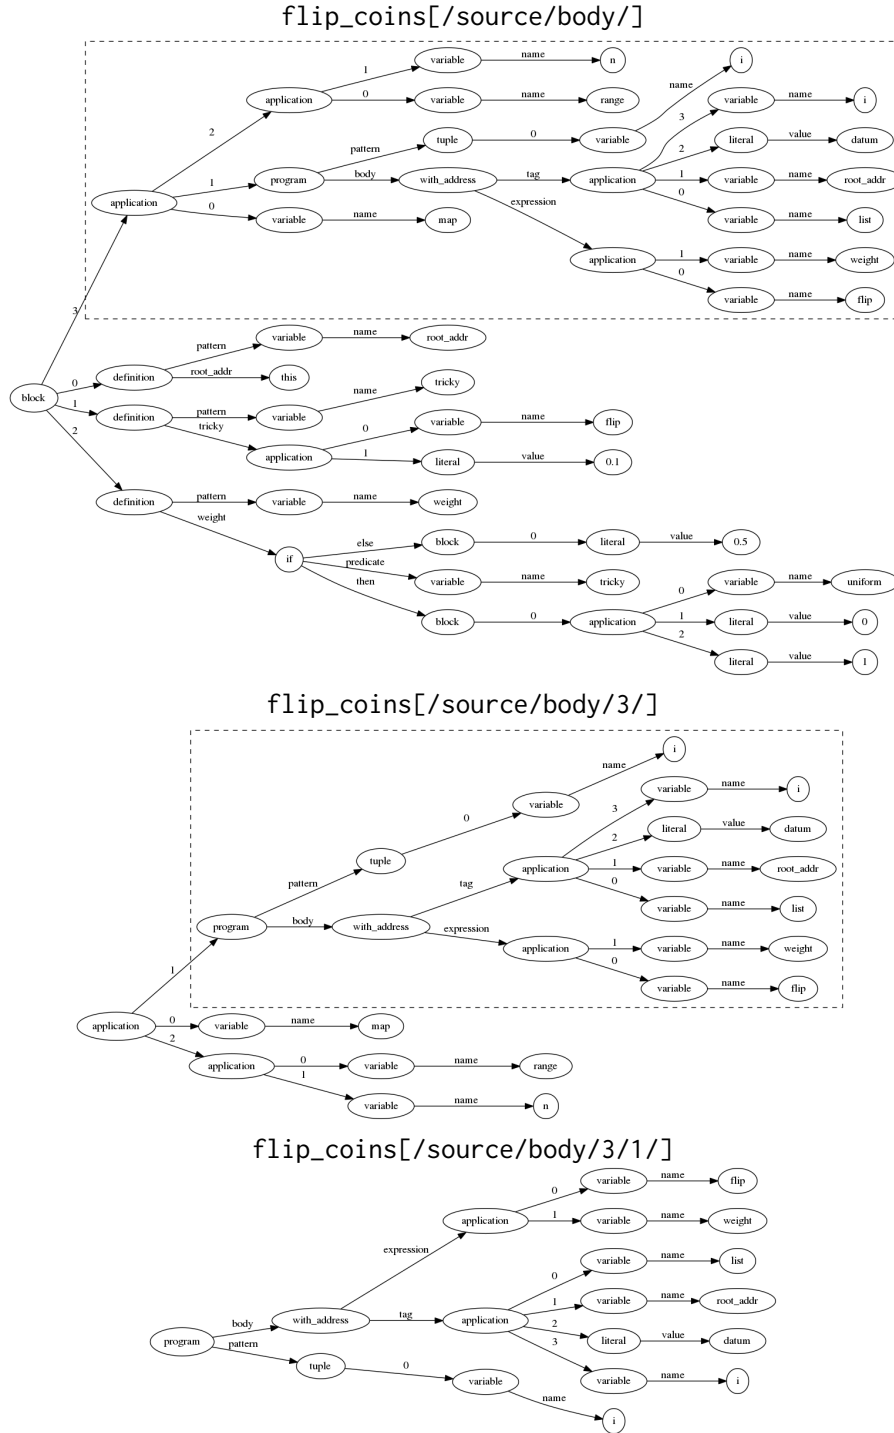 flip_coins[/source/body/]
variable name n i
1 name
application 0 variable name range variable name i
3
2 pattern tuple 0 variable 2 literal value datum
application 1 program body with_address tag application 1 variable name root_addr
0 variable name map expression 0 variable name list
application 1 variable name weight
0 variable name flip
3
pattern variable name root_addr
block 0 definition root_addr this
1 definition pattern variable name tricky
tricky application 0 variable name flip
2 1 literal value 0.1
definition pattern variable name weight
weight if else block 0 literal value 0.5
predicate variable name tricky
then block 0 application 0 variable name uniform
1 literal value 0
2 literal value 1
flip_coins[/source/body/3/]
name i
variable variable name i
0 3
tuple 2 literal value datum
pattern tag application 1 variable name root_addr
0 variable name list
program body with_address expression application 1 variable name weight
1 0 variable name flip
application 0 variable name map
2 application 0 variable name range
1 variable name n
flip_coins[/source/body/3/1/]
0 variable name flip
application 1 variable name weight
expression 0 variable name list
1 variable name root_addr
program body with_address tag application 2 literal value datum
pattern tuple 0 variable 3 variable name i
name i